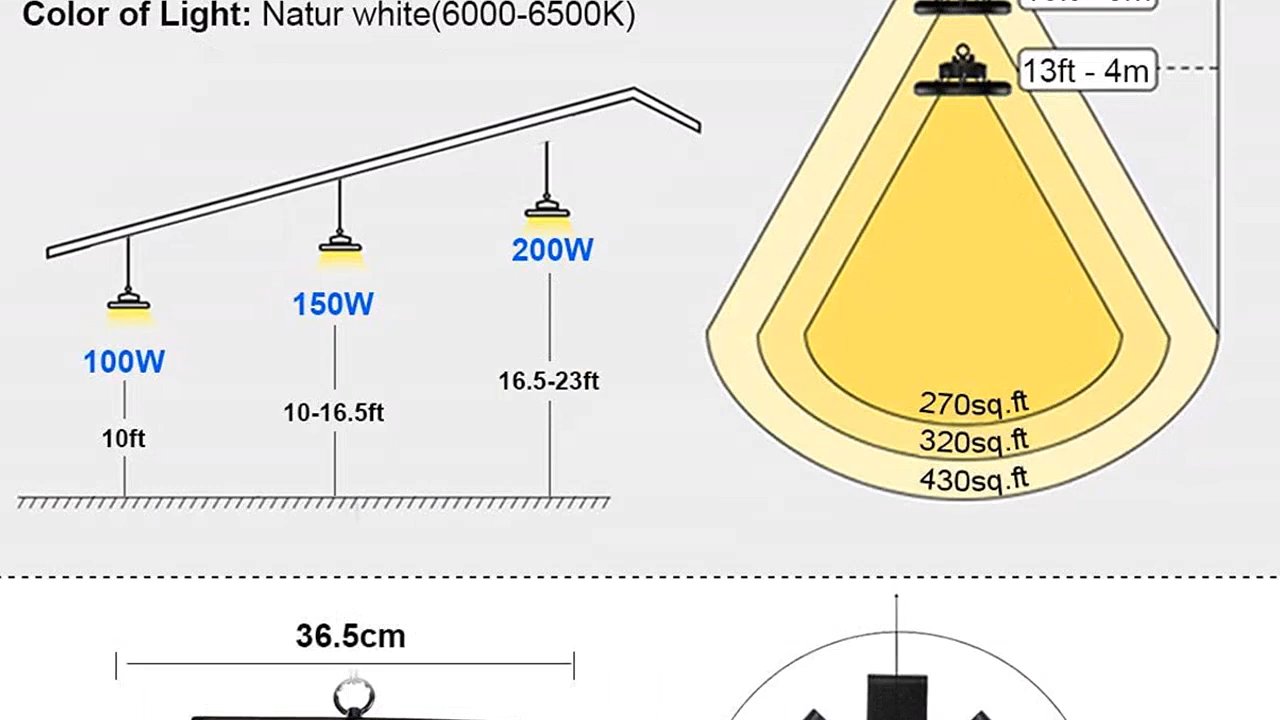 Color of Light: Natur white(6000-6500K)
13ft - 4m
200W
150W
100W
16.5-23ft
10-16.5ft
10ft
270sq.ft
320sq.ft
430sq.ft
36.5cm